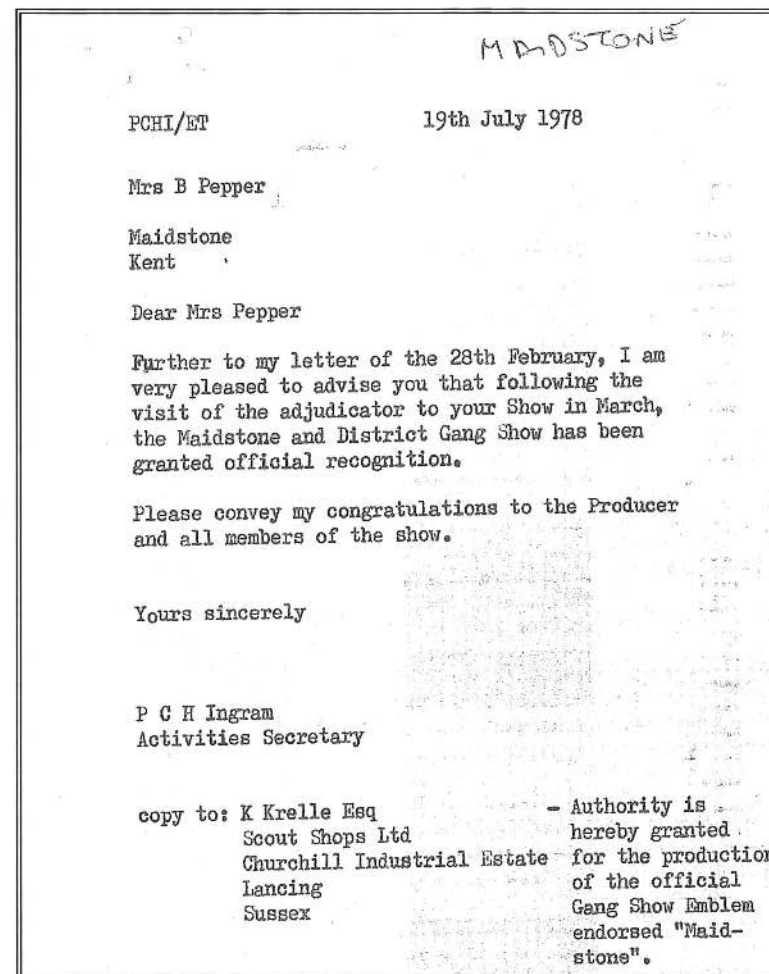 MAIDSTONE
PCHI/ET 19th July 1978
Mrs B Pepper
Maidstone
Kent
Dear Mrs Pepper
Further to my letter of the 28th February, I am
very pleased to advise you that following the
visit of the adjudicator to your Show in March,
the Maidstone and District Gang Show has been
granted official recognition.
Please convey my congratulations to the Producer
and all members of the show.
Yours sincerely
P C H Ingram
Activities Secretary
copy to: K Krelle Esq - Authority is
Scout Shops Ltd hereby granted
Churchill Industrial Estate for the production
Lancing of the official
Sussex Gang Show Emblem
endorsed "Maid-
stone".